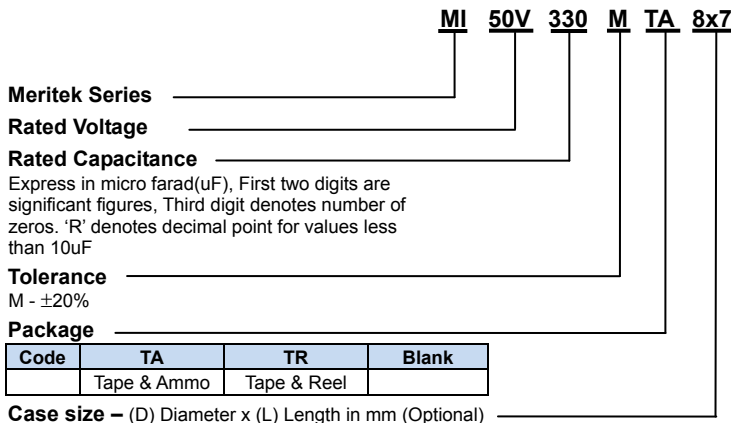 MI 50V 330 M TA 8x7
Meritek Series
Rated Voltage
Rated Capacitance
Express in micro farad(uF), First two digits are
significant figures, Third digit denotes number of
zeros. ‘R’ denotes decimal point for values less
than 10uF
Tolerance
M - ±20%
Package
Code TA TR Blank
Tape & Ammo Tape & Reel
Case size – (D) Diameter x (L) Length in mm (Optional)